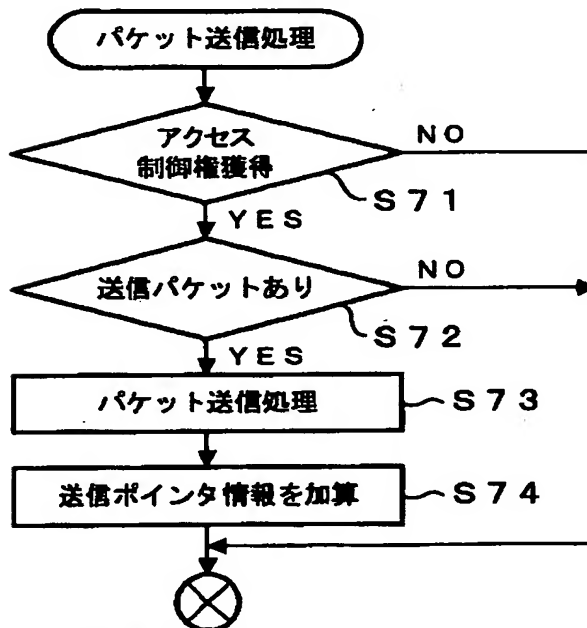 パケット送信処理
アクセス
制御権獲得
NO
S71
YES
送信パケットあり
NO
S72
YES
パケット送信処理
S73
送信ポインタ情報を加算
S74